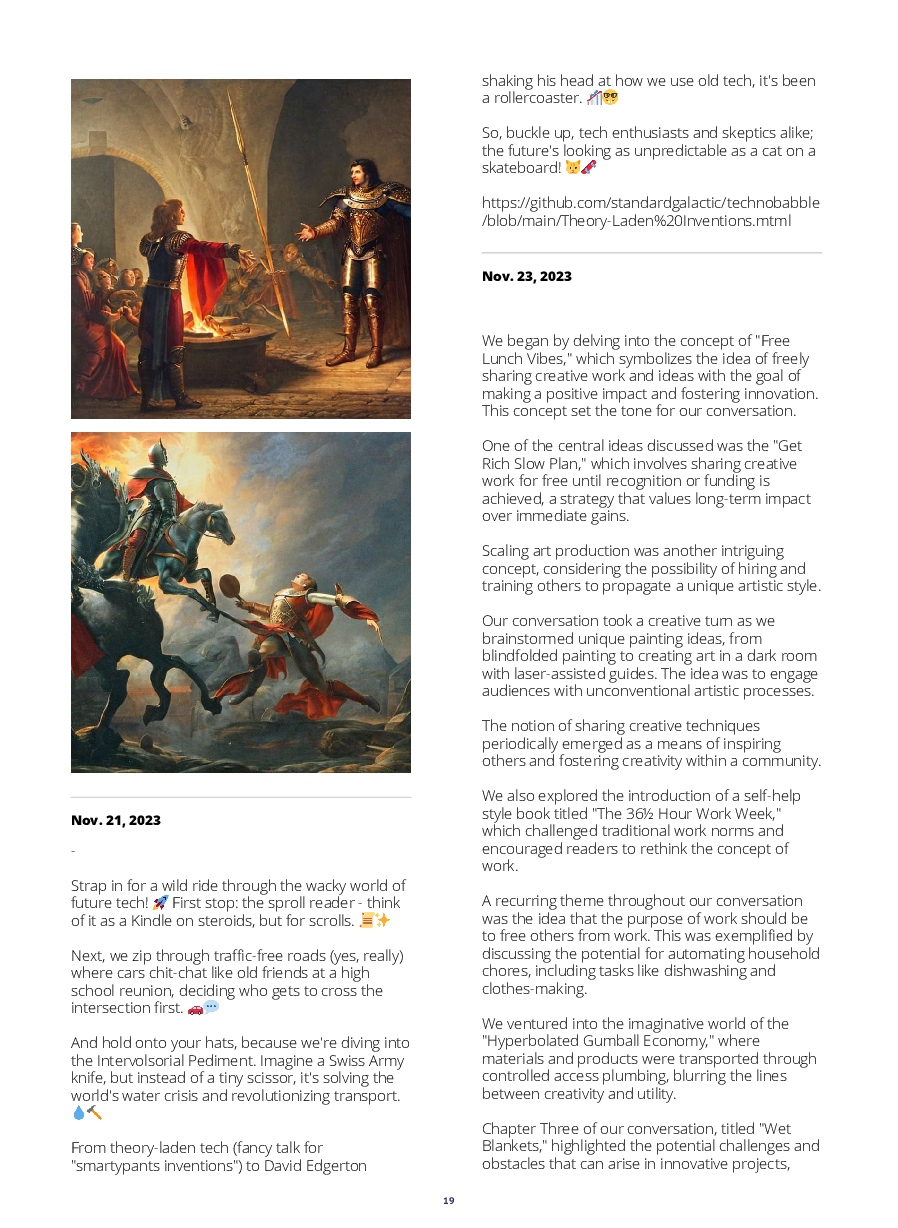 Nov. 21, 2023
-
Strap in for a wild ride through the wacky world of
future tech! 🚀 First stop: the sproll reader - think
of it as a Kindle on steroids, but for scrolls. 📜✨
Next, we zip through traffic-free roads (yes, really)
where cars chit-chat like old friends at a high
school reunion, deciding who gets to cross the
intersection first. 🚗💬
And hold onto your hats, because we're diving into
the Intervolsorial Pediment. Imagine a Swiss Army
knife, but instead of a tiny scissor, it's solving the
world's water crisis and revolutionizing transport.
💧🔨
From theory-laden tech (fancy talk for
"smartypants inventions") to David Edgerton
shaking his head at how we use old tech, it's been
a rollercoaster. 🎢🤓
So, buckle up, tech enthusiasts and skeptics alike;
the future's looking as unpredictable as a cat on a
skateboard! 🐱🛹
https://github.com/standardgalactic/technobabble
/blob/main/Theory-Laden%20Inventions.mtml
Nov. 23, 2023
We began by delving into the concept of "Free
Lunch Vibes," which symbolizes the idea of freely
sharing creative work and ideas with the goal of
making a positive impact and fostering innovation.
This concept set the tone for our conversation.
One of the central ideas discussed was the "Get
Rich Slow Plan," which involves sharing creative
work for free until recognition or funding is
achieved, a strategy that values long-term impact
over immediate gains.
Scaling art production was another intriguing
concept, considering the possibility of hiring and
training others to propagate a unique artistic style.
Our conversation took a creative turn as we
brainstormed unique painting ideas, from
blindfolded painting to creating art in a dark room
with laser-assisted guides. The idea was to engage
audiences with unconventional artistic processes.
The notion of sharing creative techniques
periodically emerged as a means of inspiring
others and fostering creativity within a community.
We also explored the introduction of a self-help
style book titled "The 36½ Hour Work Week,"
which challenged traditional work norms and
encouraged readers to rethink the concept of
work.
A recurring theme throughout our conversation
was the idea that the purpose of work should be
to free others from work. This was exemplified by
discussing the potential for automating household
chores, including tasks like dishwashing and
clothes-making.
We ventured into the imaginative world of the
"Hyperbolated Gumball Economy," where
materials and products were transported through
controlled access plumbing, blurring the lines
between creativity and utility.
Chapter Three of our conversation, titled "Wet
Blankets," highlighted the potential challenges and
obstacles that can arise in innovative projects,
19